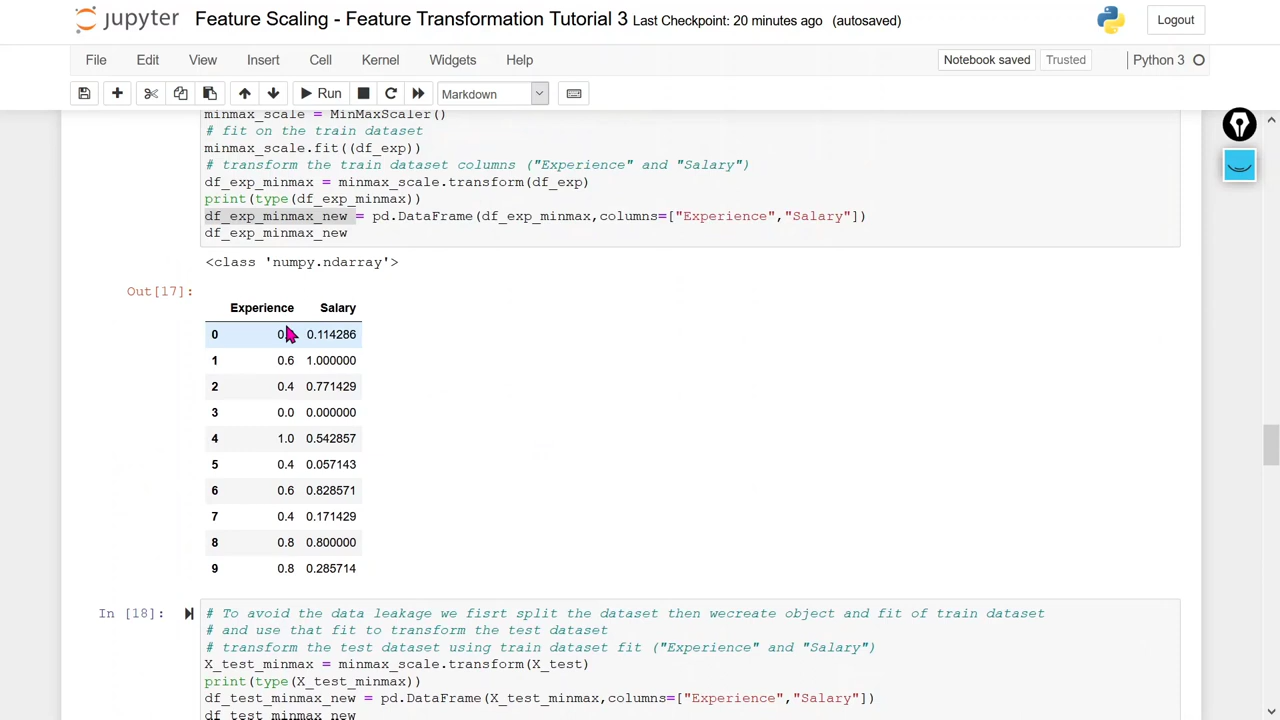 jupyter Feature Scaling - Feature Transformation Tutorial 3 Last Checkpoint: 20 minutes ago (autosaved) Logout
File Edit View Insert Cell Kernel Widgets Help Notebook saved Trusted Python 3
Run Markdown
minmax_scale = MinMaxScaler()
# fit on the train dataset
minmax_scale.fit((df_exp))
# transform the train dataset columns ("Experience" and "Salary")
df_exp_minmax = minmax_scale.transform(df_exp)
print(type(df_exp_minmax))
df_exp_minmax_new = pd.DataFrame(df_exp_minmax,columns=["Experience","Salary"])
df_exp_minmax_new
<class 'numpy.ndarray'>
Out[17]:
Experience Salary
0 0.114286
1 0.6 1.000000
2 0.4 0.771429
3 0.0 0.000000
4 1.0 0.542857
5 0.4 0.057143
6 0.6 0.828571
7 0.4 0.171429
8 0.8 0.800000
9 0.8 0.285714
In [18]:
# To avoid the data leakage we fisrt split the dataset then wecreate object and fit of train dataset
# and use that fit to transform the test dataset
# transform the test dataset using train dataset fit ("Experience" and "Salary")
X_test_minmax = minmax_scale.transform(X_test)
print(type(X_test_minmax))
df_test_minmax_new = pd.DataFrame(X_test_minmax,columns=["Experience","Salary"])
df_test_minmax_new